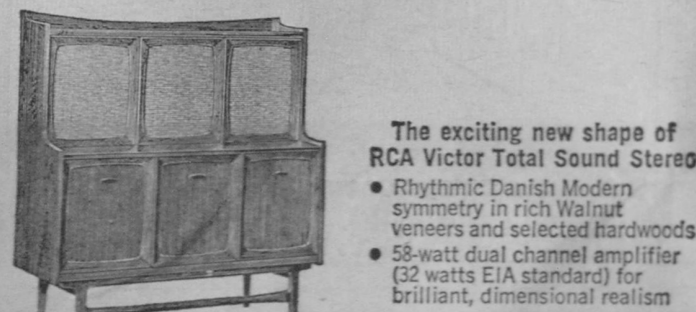 The exciting new shape of
RCA Victor Total Sound Stereo
● Rhythmic Danish Modern
symmetry in rich Walnut
veneers and selected hardwoods
● 58-watt dual channel amplifier
(32 watts EIA standard) for
brilliant, dimensional realism